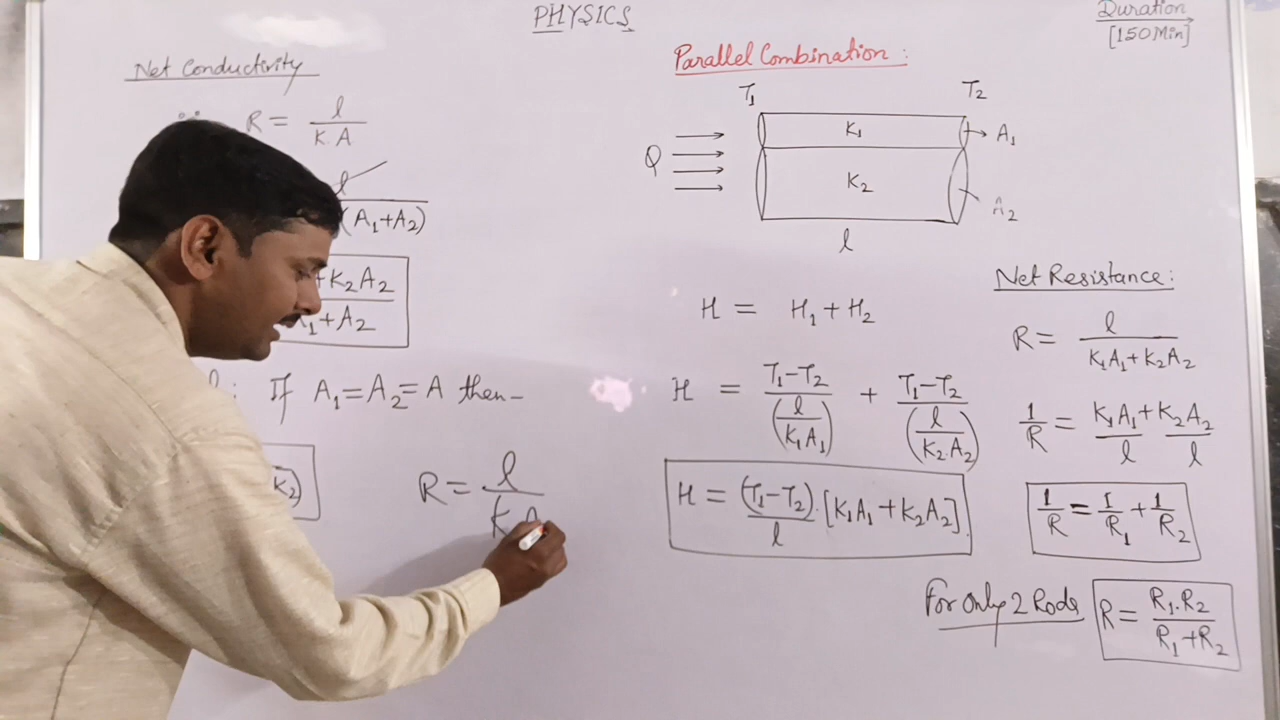 PHYSICS
Duration
[150 Min]
Net Conductivity
R = l / K.A
l / (A₁+A₂)
+K₂A₂ / A₁+A₂
If A₁=A₂=A then-
K₂)
R = l / K A
Parallel Combination :
T₁ T₂
Q K₁ A₁
K₂ A₂
l
H = H₁+H₂
H = T₁-T₂ / (l / K₁A₁) + T₁-T₂ / (l / K₂.A₂)
H = (T₁-T₂) / l . [K₁A₁+K₂A₂]
Net Resistance:
R = l / K₁A₁+K₂A₂
1/R = K₁A₁ / l + K₂A₂ / l
1/R = 1/R₁ + 1/R₂
For Only 2 Rods R = R₁.R₂ / R₁+R₂